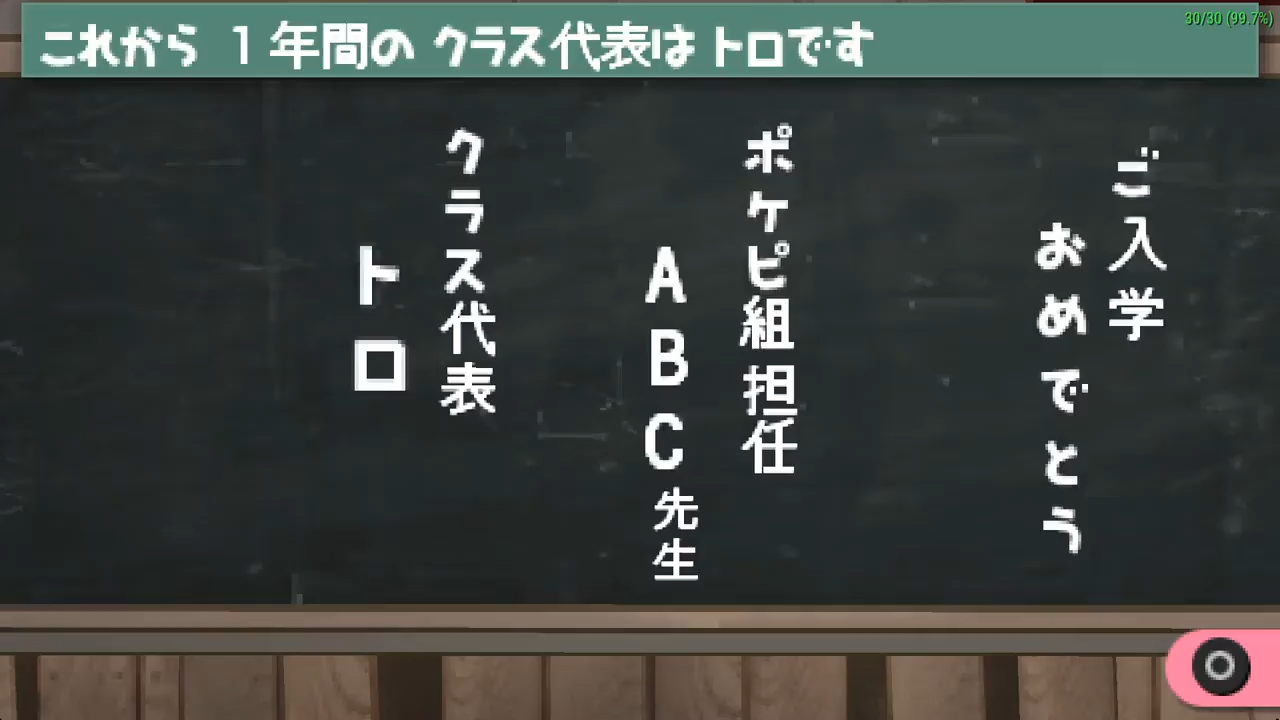 30/30 (99.7%)
これから １年間の クラス代表は トロです
ご入学
おめでとう
ポケピ組 担任
ABC先生
クラス代表
トロ